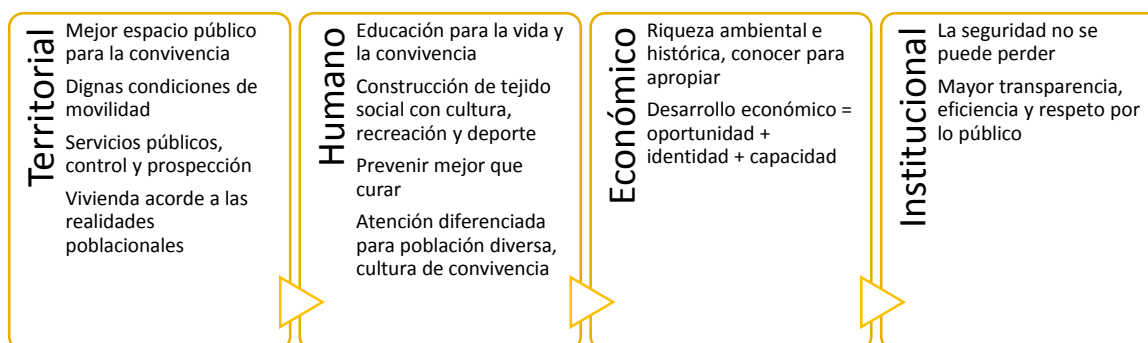 Territorial
Mejor espacio público
para la convivencia
Dignas condiciones de
movilidad
Servicios públicos,
control y prospección
Vivienda acorde a las
realidades
poblacionales
Humano
Educación para la vida y
la convivencia
Construcción de tejido
social con cultura,
recreación y deporte
Prevenir mejor que
curar
Atención diferenciada
para población diversa,
cultura de convivencia
Económico
Riqueza ambiental e
histórica, conocer para
apropiar
Desarrollo económico =
oportunidad +
identidad + capacidad
Institucional
La seguridad no se
puede perder
Mayor transparencia,
eficiencia y respeto por
lo público